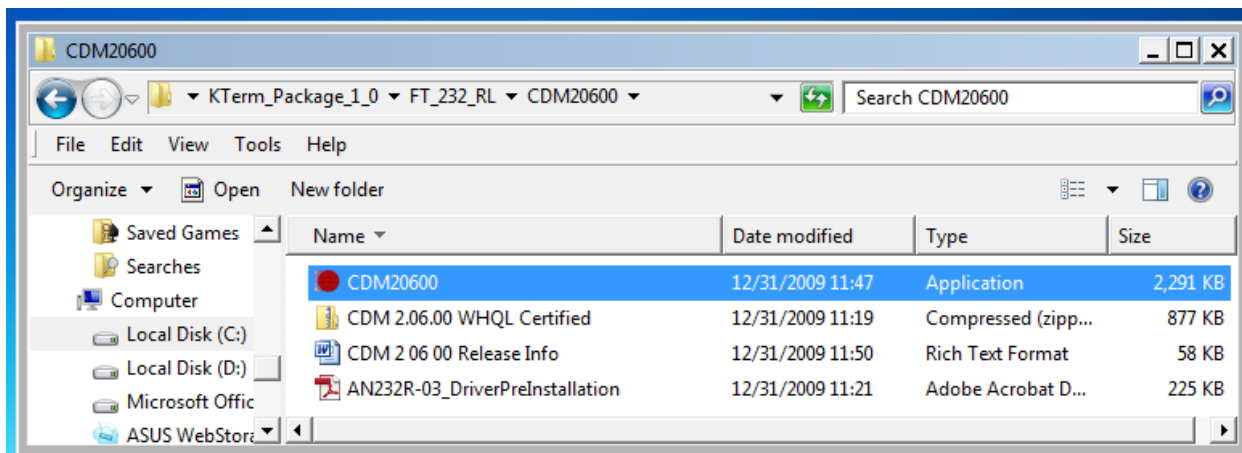 CDM20600
KTerm_Package_1_0 FT_232_RL CDM20600 Search CDM20600
File Edit View Tools Help
Organize Open New folder
Saved Games Name Date modified Type Size
Searches
CDM20600 12/31/2009 11:47 Application 2,291 KB
Computer
CDM 2.06.00 WHQL Certified 12/31/2009 11:19 Compressed (zipp... 877 KB
Local Disk (C:)
CDM 2 06 00 Release Info 12/31/2009 11:50 Rich Text Format 58 KB
Local Disk (D:)
AN232R-03_DriverPreInstallation 12/31/2009 11:21 Adobe Acrobat D... 225 KB
Microsoft Offic
ASUS WebStora